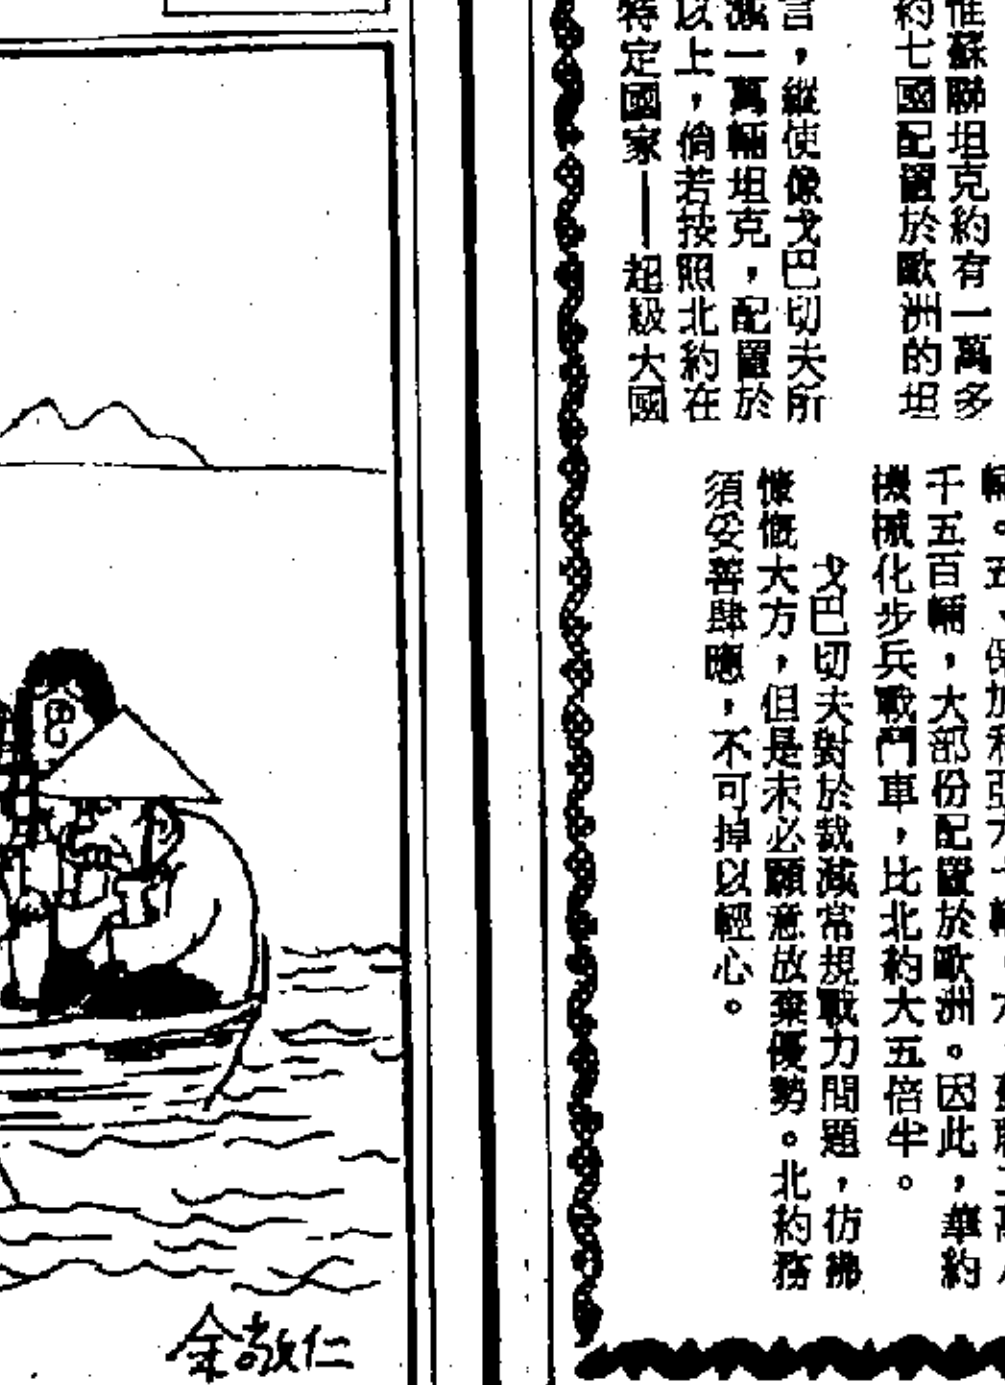 惟蘇聯坦克約有一萬多
約七國配置於歐洲的坦
言，縱使像戈巴切夫所
減一萬輛坦克，配置於
以上，倘若按照北約在
特定國家——超級大國
千五百輛，大部份配置於歐洲。因此，華約
機械化步兵戰鬥車，比北約大五倍半。
戈巴切夫對於裁減常規戰力問題，彷彿
慷慨大方，但是未必願意放棄優勢。北約務
須妥善肆應，不可掉以輕心。
金敬仁